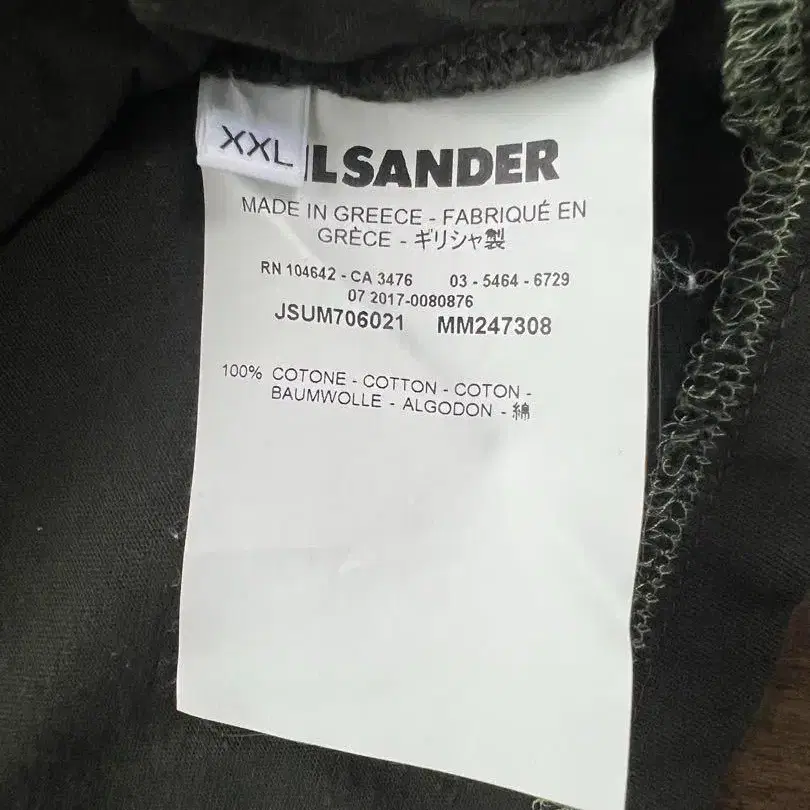 XXL
ILSANDER
MADE IN GREECE - FABRIQUÉ EN
GRÈCE - ギリシャ製
RN 104642 - CA 3476 03 - 5464 - 6729
07 2017-0080876
JSUM706021 MM247308
100% COTONE - COTTON - COTON -
BAUMWOLLE - ALGODON - 綿